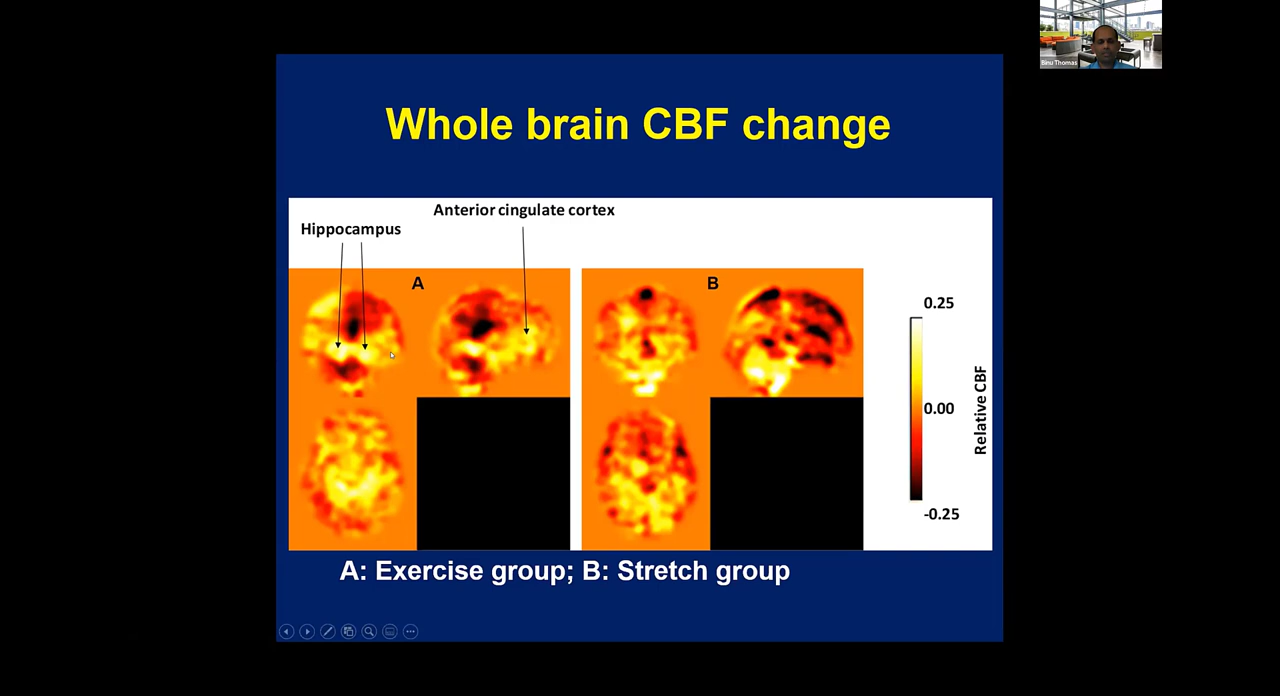 Binu Thomas
Whole brain CBF change
Anterior cingulate cortex
Hippocampus
A
B
0.25
0.00
-0.25
Relative CBF
A: Exercise group; B: Stretch group